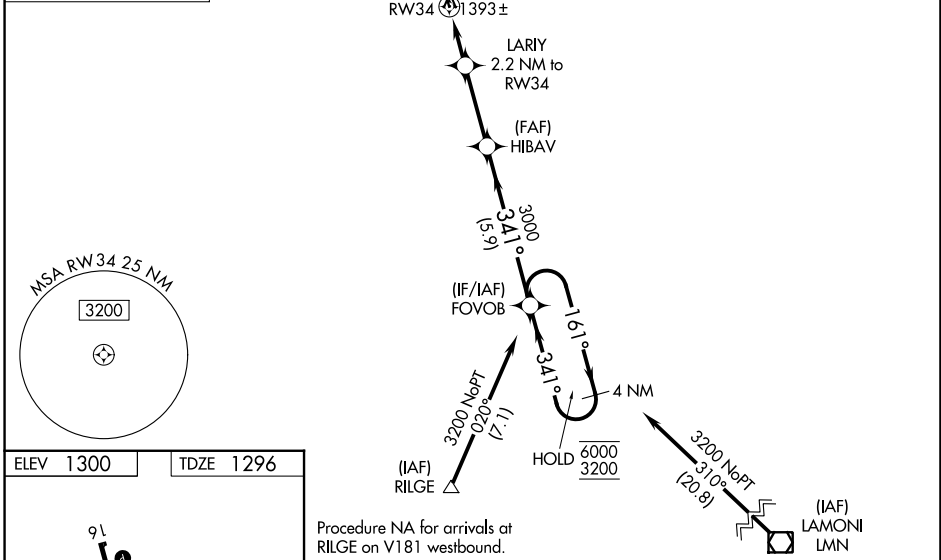 RW34 1393±
LARIY
2.2 NM to
RW34
(FAF)
HIBAV
3000
341°
(5.9)
MSA RW34 25 NM
3200
(IF/IAF)
FOVOB
161°
341°
4 NM
3200 NoPT
020°
(7.1)
HOLD
6000
3200
3200 NoPT
310°
(20.8)
(IAF)
RILGE
(IAF)
LAMONI
LMN
ELEV 1300
TDZE 1296
16
Procedure NA for arrivals at
RILGE on V181 westbound.